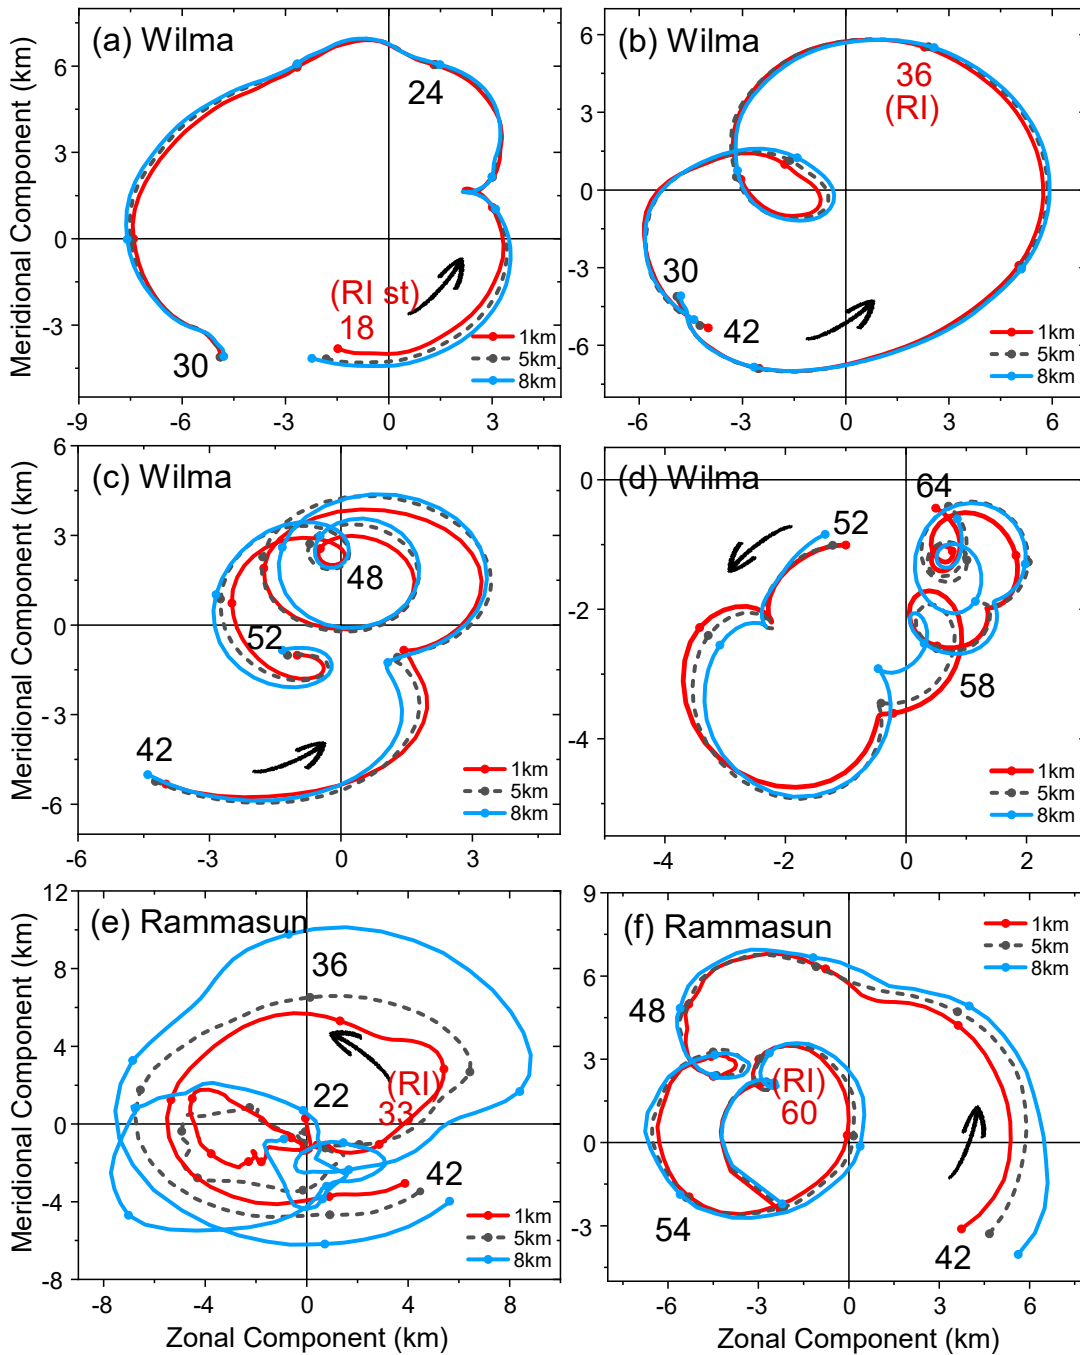 (a) Wilma
Meridional Component (km)
6
3
0
-3
24
(RI st)
18
30
1km
5km
8km
-9
-6
-3
0
3
(b) Wilma
6
3
0
-3
-6
36
(RI)
30
42
1km
5km
8km
-6
-3
0
3
6
(c) Wilma
Meridional Component (km)
6
3
0
-3
-6
48
52
42
1km
5km
8km
-6
-3
0
3
(d) Wilma
0
-2
-4
64
52
58
1km
5km
8km
-4
-2
0
2
(e) Rammasun
Meridional Component (km)
12
8
4
0
-4
-8
36
(RI)
33
22
42
1km
5km
8km
-8
-4
0
4
8
Zonal Component (km)
(f) Rammasun
9
6
3
0
-3
1km
5km
8km
48
(RI)
60
54
42
-6
-3
0
3
6
Zonal Component (km)